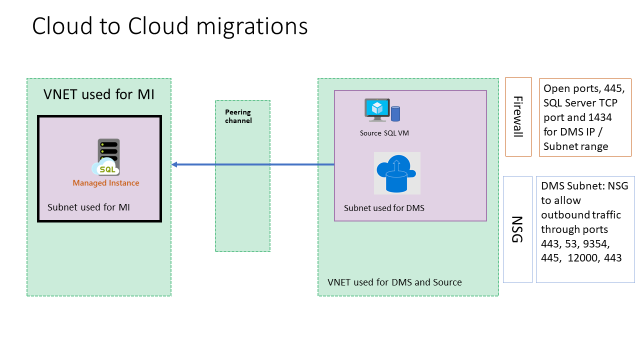 Cloud to Cloud migrations
VNET used for MI
SQL
Managed Instance
Subnet used for MI
Peering
channel
Source SQL VM
Subnet used for DMS
VNET used for DMS and Source
Firewall
Open ports, 445,
SQL Server TCP
port and 1434
for DMS IP /
Subnet range
NSG
DMS Subnet: NSG
to allow
outbound traffic
through ports
443, 53, 9354,
445,  12000, 443